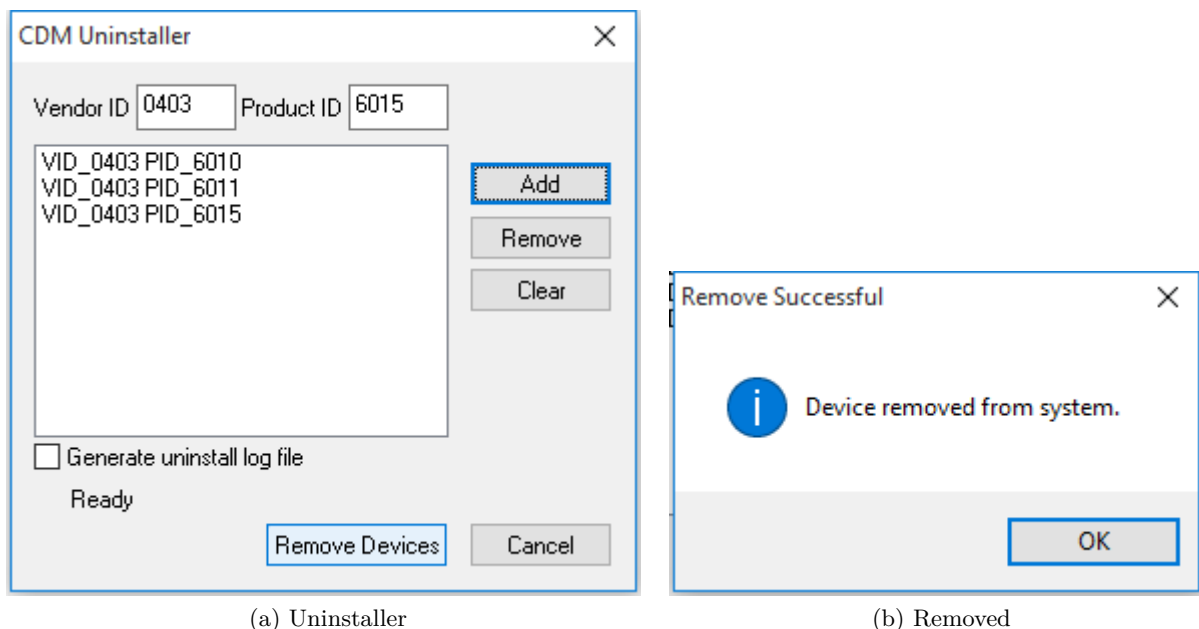 CDM Uninstaller
Vendor ID 0403 Product ID 6015
VID_0403 PID_6010
VID_0403 PID_6011
VID_0403 PID_6015
Add
Remove
Clear
Generate uninstall log file
Ready
Remove Devices Cancel
(a) Uninstaller
Remove Successful
Device removed from system.
OK
(b) Removed